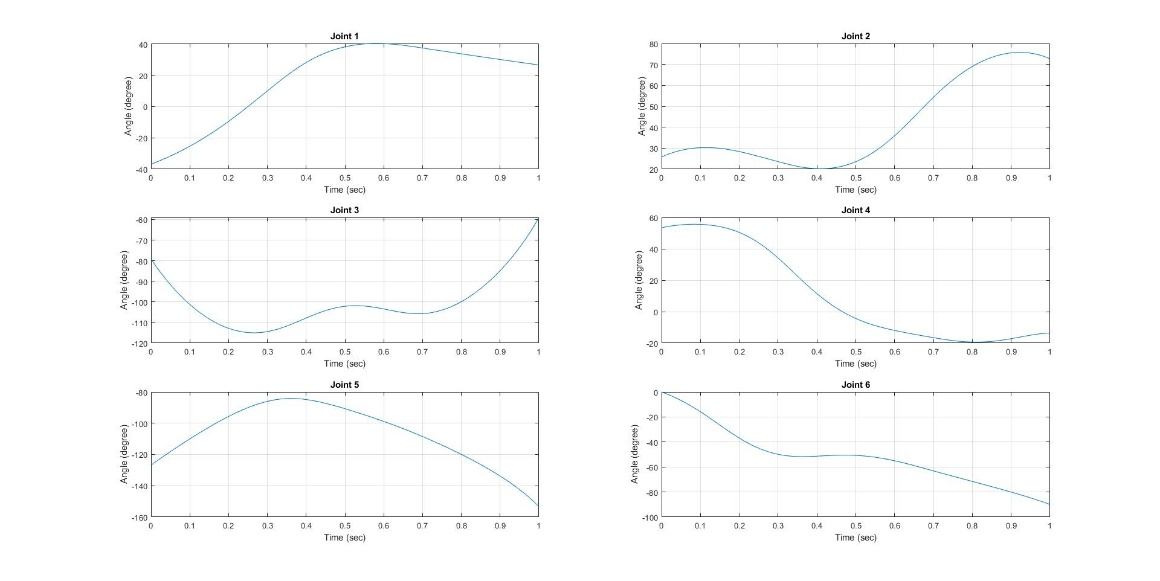 Joint 1
40
20
0
-20
-40
Angle (degree)
0 0.1 0.2 0.3 0.4 0.5 0.6 0.7 0.8 0.9 1
Time (sec)
Joint 2
80
70
60
50
40
30
20
Angle (degree)
0 0.1 0.2 0.3 0.4 0.5 0.6 0.7 0.8 0.9 1
Time (sec)
Joint 3
-60
-70
-80
-90
-100
-110
-120
Angle (degree)
0 0.1 0.2 0.3 0.4 0.5 0.6 0.7 0.8 0.9 1
Time (sec)
Joint 4
60
40
20
0
-20
Angle (degree)
0 0.1 0.2 0.3 0.4 0.5 0.6 0.7 0.8 0.9 1
Time (sec)
Joint 5
-80
-100
-120
-140
-160
Angle (degree)
0 0.1 0.2 0.3 0.4 0.5 0.6 0.7 0.8 0.9 1
Time (sec)
Joint 6
0
-20
-40
-60
-80
-100
Angle (degree)
0 0.1 0.2 0.3 0.4 0.5 0.6 0.7 0.8 0.9 1
Time (sec)